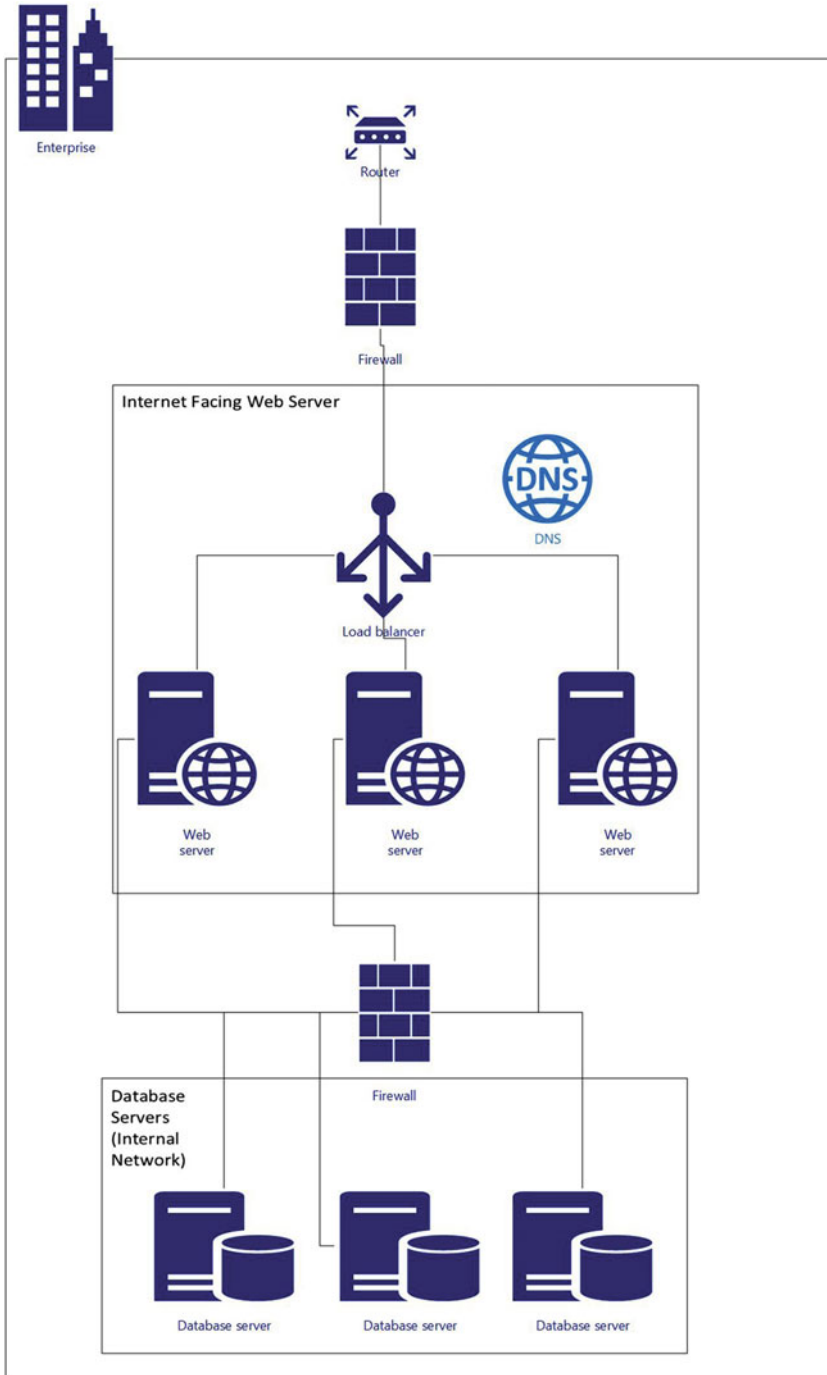 Enterprise
Router
Firewall
Internet Facing Web Server
DNS
DNS
Load balancer
Web
server
Web
server
Web
server
Firewall
Database
Servers
(Internal
Network)
Database server
Database server
Database server